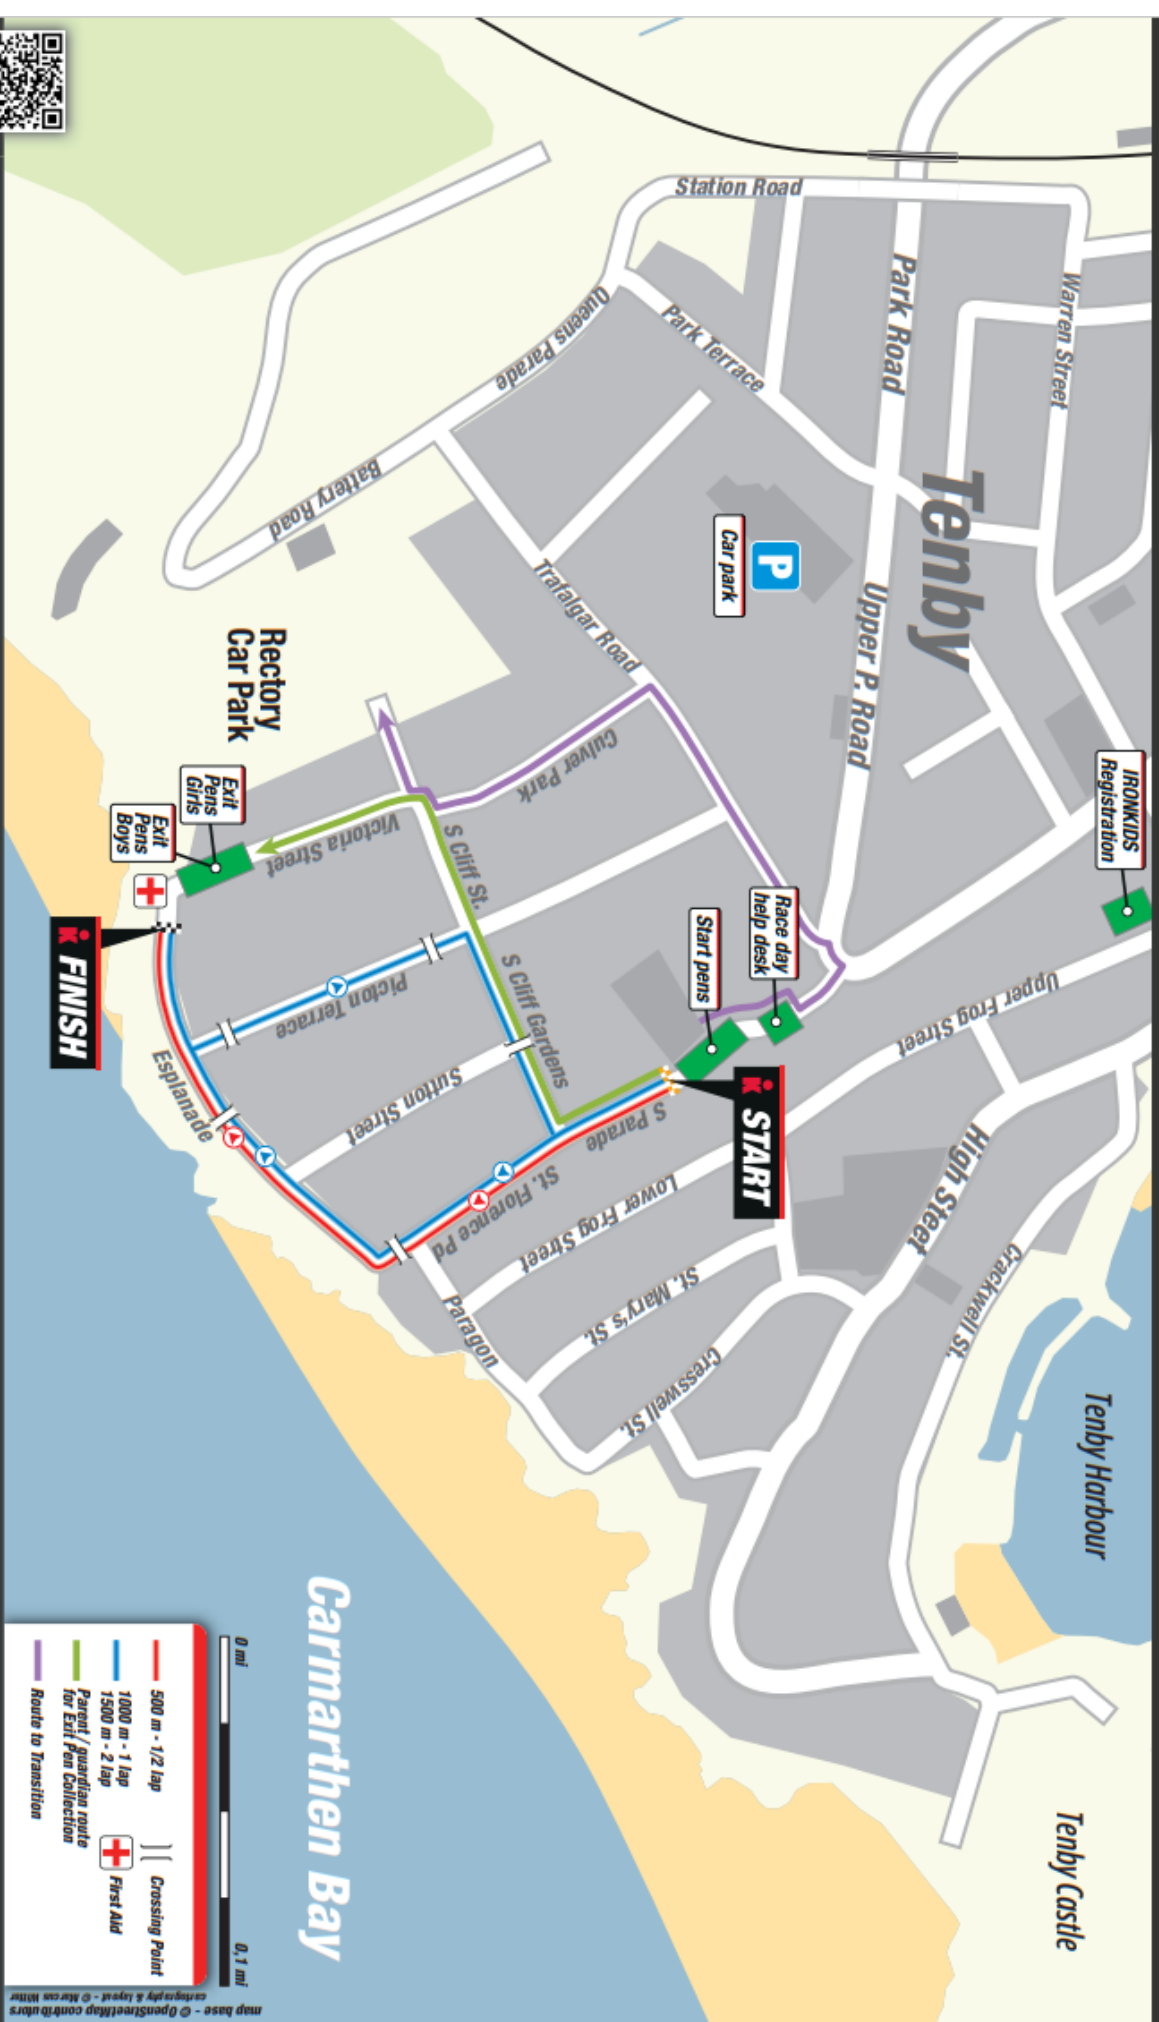 Station Road
Park Road
Warren Street
Queens Parade
Park Terrace
Tenby
P
Car park
Battery Road
Trafalgar Road
Upper P. Road
Rectory
Car Park
Culver Park
IRONKIDS
Registration
Exit
Pens
Girls
Exit
Pens
Boys
Victoria Street
S Cliff St.
Race day
help desk
Start pens
Upper Frog Street
S Cliff Gardens
Picton Terrace
FINISH
Esplanade
Sutton Street
S Parade
START
High Steet
St. Florence Pd
Lower Frog Street
Paragon
St. Mary's St.
Cresswell St.
Crackwell St.
Tenby Harbour
Tenby Castle
Carmarthen Bay
0 mi
0,1 mi
500 m - 1/2 lap
1000 m - 1 lap
1500 m - 2 lap
Parent / guardian route
for Exit Pen Collection
Route to Transition
Crossing Point
First Aid
map base - © OpenStreetMap contributors
cartography & layout - © Marcus Witter